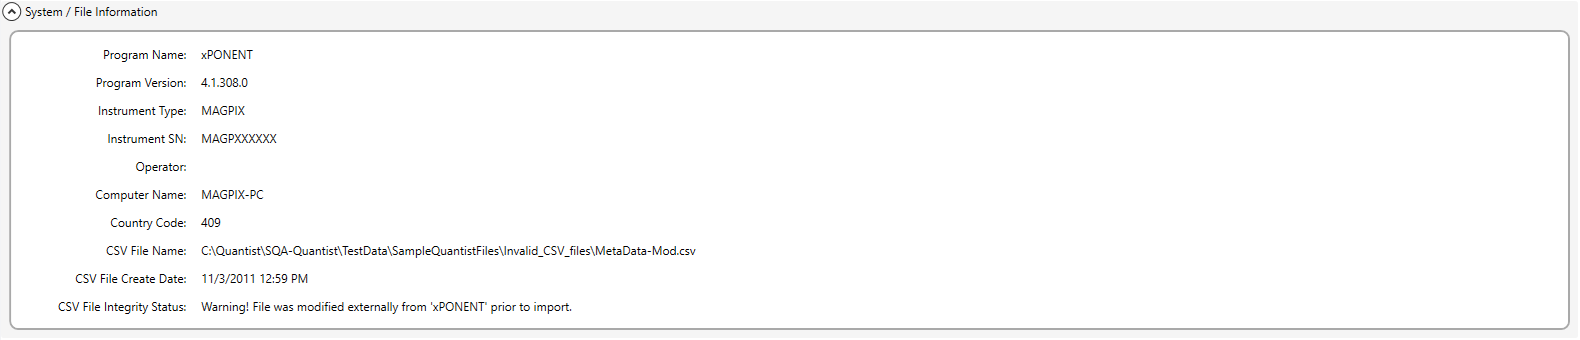 System / File Information
Program Name: xPONENT
Program Version: 4.1.308.0
Instrument Type: MAGPIX
Instrument SN: MAGPXXXXXX
Operator:
Computer Name: MAGPIX-PC
Country Code: 409
CSV File Name: C:\Quantist\SQA-Quantist\TestData\SampleQuantistFiles\Invalid_CSV_files\MetaData-Mod.csv
CSV File Create Date: 11/3/2011 12:59 PM
CSV File Integrity Status: Warning! File was modified externally from 'xPONENT' prior to import.